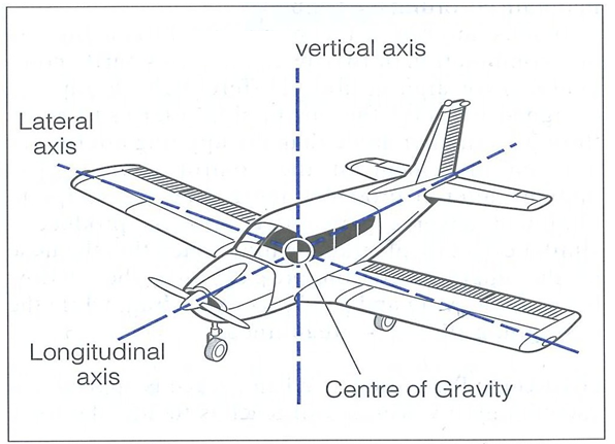 vertical axis
Lateral
axis
Longitudinal
axis
Centre of Gravity